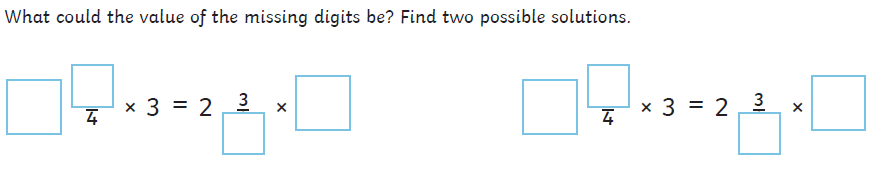 What could the value of the missing digits be? Find two possible solutions.
4 × 3 = 2 3 × 4 × 3 = 2 3 ×